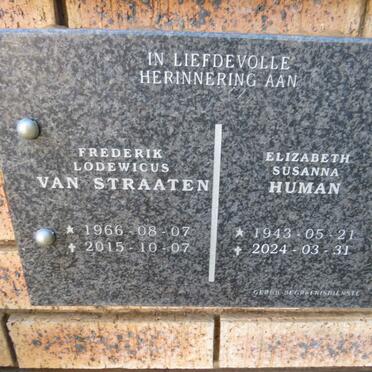 IN LIEFDEVOLLE
HERINNERING AAN
FREDERIK
LODEWICUS
VAN STRAATEN
* 1966-08-07
✝ 2015-10-07
ELIZABETH
SUSANNA
HUMAN
* 1943-05-21
✝ 2024-03-31
BEGRAFNISDIENSTE